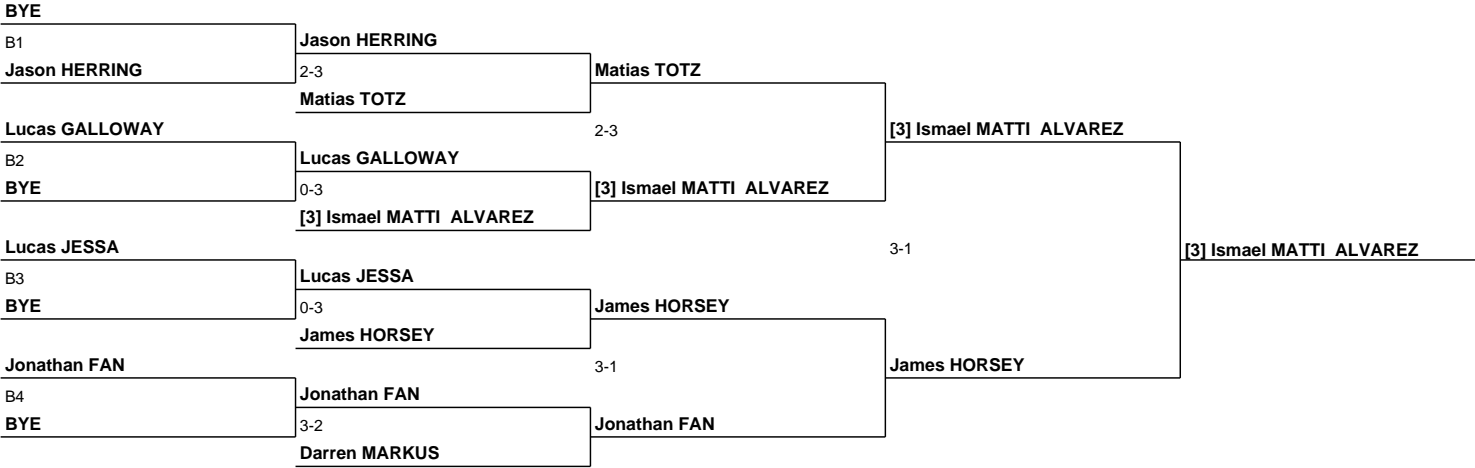 BYE
B1
Jason HERRING
Jason HERRING
2-3
Matias TOTZ
Matias TOTZ
Lucas GALLOWAY
2-3
[3] Ismael MATTI ALVAREZ
B2
Lucas GALLOWAY
BYE
0-3
[3] Ismael MATTI ALVAREZ
[3] Ismael MATTI ALVAREZ
Lucas JESSA
3-1
[3] Ismael MATTI ALVAREZ
B3
Lucas JESSA
BYE
0-3
James HORSEY
James HORSEY
Jonathan FAN
3-1
James HORSEY
B4
Jonathan FAN
BYE
3-2
Jonathan FAN
Darren MARKUS